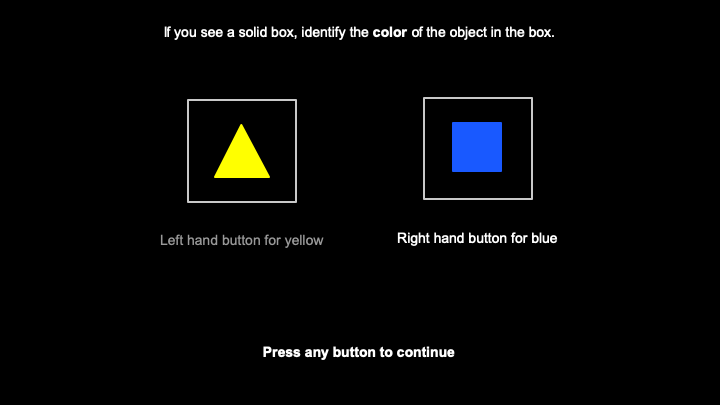 If you see a solid box, identify the color of the object in the box.
Left hand button for yellow
Right hand button for blue
Press any button to continue